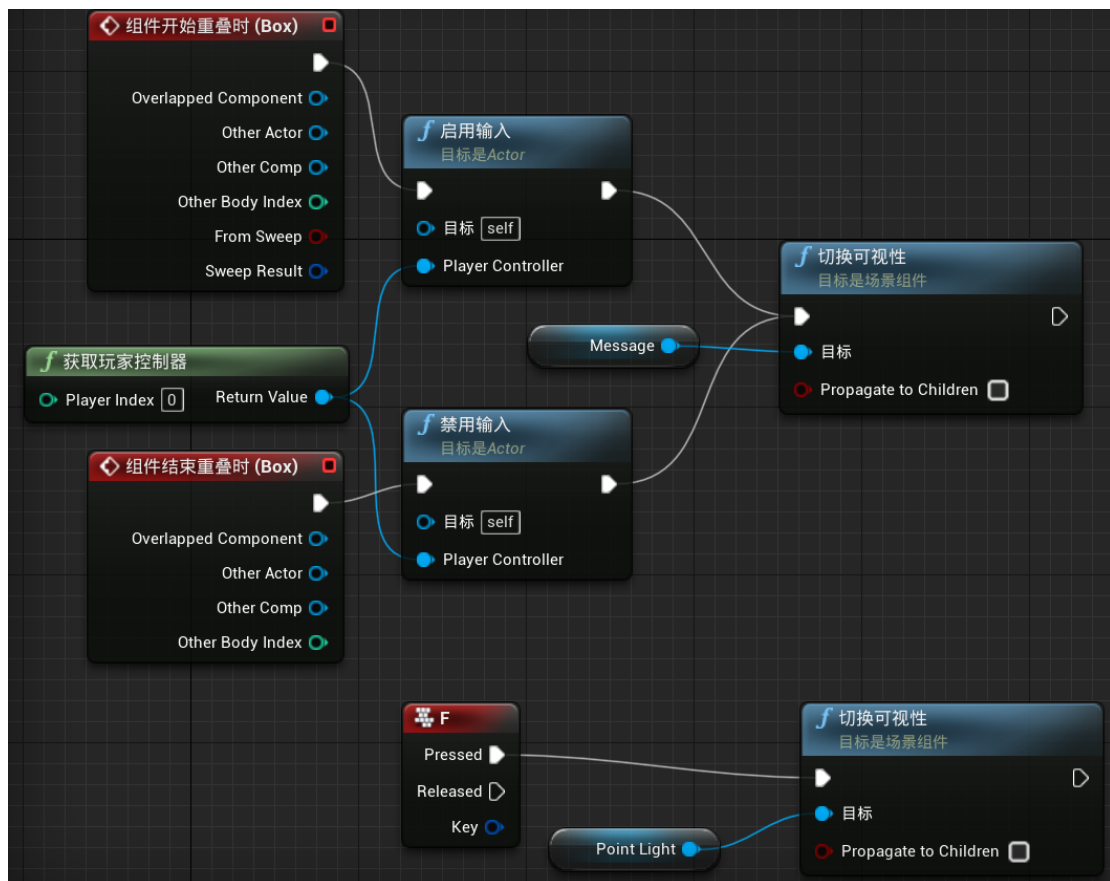 组件开始重叠时 (Box)
Overlapped Component
Other Actor
Other Comp
Other Body Index
From Sweep
Sweep Result
f 启用输入
目标是Actor
目标 self
Player Controller
f 切换可视性
目标是场景组件
目标
Propagate to Children
Message
f 获取玩家控制器
Player Index 0 Return Value
f 禁用输入
目标是Actor
目标 self
Player Controller
组件结束重叠时 (Box)
Overlapped Component
Other Actor
Other Comp
Other Body Index
F
Pressed
Released
Key
Point Light
f 切换可视性
目标是场景组件
目标
Propagate to Children